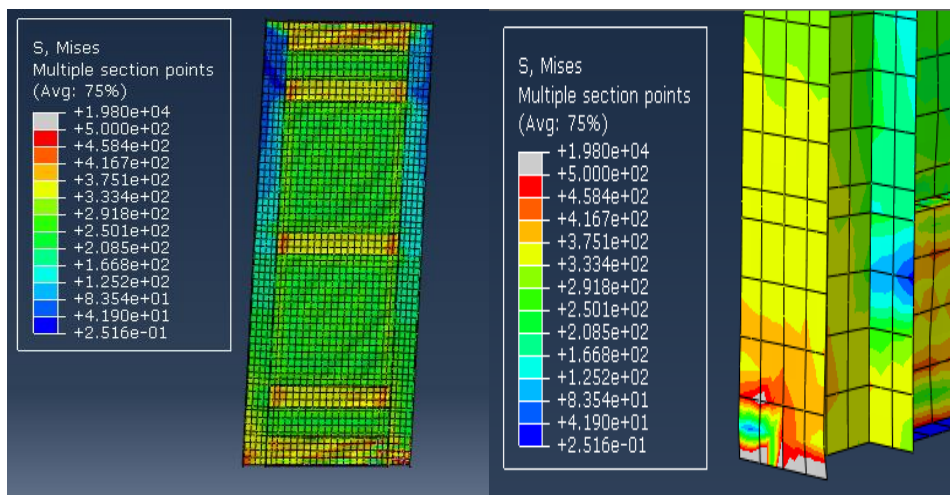 S, Mises
Multiple section points
(Avg: 75%)
+1.980e+04
+5.000e+02
+4.584e+02
+4.167e+02
+3.751e+02
+3.334e+02
+2.918e+02
+2.501e+02
+2.085e+02
+1.668e+02
+1.252e+02
+8.354e+01
+4.190e+01
+2.516e-01
S, Mises
Multiple section points
(Avg: 75%)
+1.980e+04
+5.000e+02
+4.584e+02
+4.167e+02
+3.751e+02
+3.334e+02
+2.918e+02
+2.501e+02
+2.085e+02
+1.668e+02
+1.252e+02
+8.354e+01
+4.190e+01
+2.516e-01